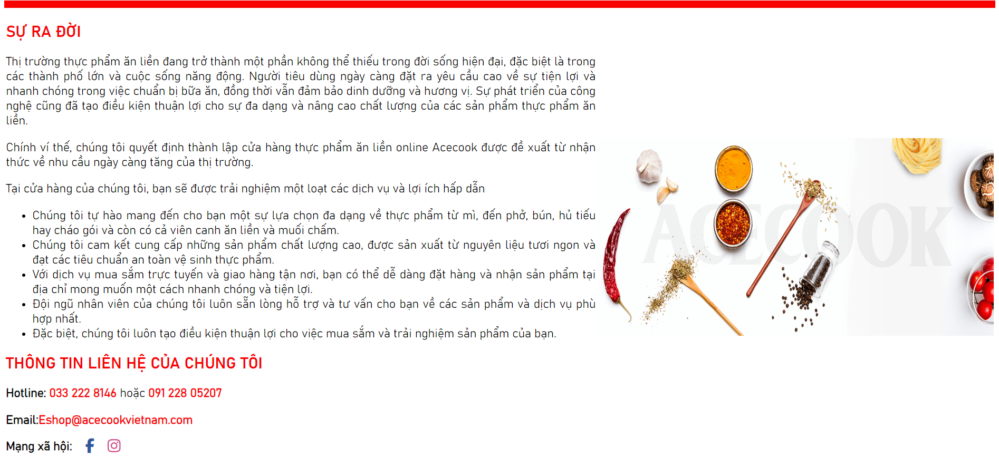 SỰ RA ĐỜI
Thị trường thực phẩm ăn liền đang trở thành một phần không thể thiếu trong đời sống hiện đại, đặc biệt là trong
các thành phố lớn và cuộc sống năng động. Người tiêu dùng ngày càng đặt ra yêu cầu cao về sự tiện lợi và
nhanh chóng trong việc chuẩn bị bữa ăn, đồng thời vẫn đảm bảo dinh dưỡng và hương vị. Sự phát triển của công
nghệ cũng đã tạo điều kiện thuận lợi cho sự đa dạng và nâng cao chất lượng của các sản phẩm thực phẩm ăn
liền.
Chính ví thế, chúng tôi quyết định thành lập cửa hàng thực phẩm ăn liền online Acecook được đề xuất từ nhận
thức về nhu cầu ngày càng tăng của thị trường.
Tại cửa hàng của chúng tôi, bạn sẽ được trải nghiệm một loạt các dịch vụ và lợi ích hấp dẫn
• Chúng tôi tự hào mang đến cho bạn một sự lựa chọn đa dạng về thực phẩm từ mì, đến phở, bún, hủ tiếu
hay cháo gói và còn có cả viên canh ăn liền và muối chấm.
• Chúng tôi cam kết cung cấp những sản phẩm chất lượng cao, được sản xuất từ nguyên liệu tươi ngon và
đạt các tiêu chuẩn an toàn vệ sinh thực phẩm.
• Với dịch vụ mua sắm trực tuyến và giao hàng tận nơi, bạn có thể dễ dàng đặt hàng và nhận sản phẩm tại
địa chỉ mong muốn một cách nhanh chóng và tiện lợi.
• Đội ngũ nhân viên của chúng tôi luôn sẵn lòng hỗ trợ và tư vấn cho bạn về các sản phẩm và dịch vụ phù
hợp nhất.
• Đặc biệt, chúng tôi luôn tạo điều kiện thuận lợi cho việc mua sắm và trải nghiệm sản phẩm của bạn.
THÔNG TIN LIÊN HỆ CỦA CHÚNG TÔI
Hotline: 033 222 8146 hoặc 091 228 05207
Email:Eshop@acecookvietnam.com
Mạng xã hội:
ACECOOK